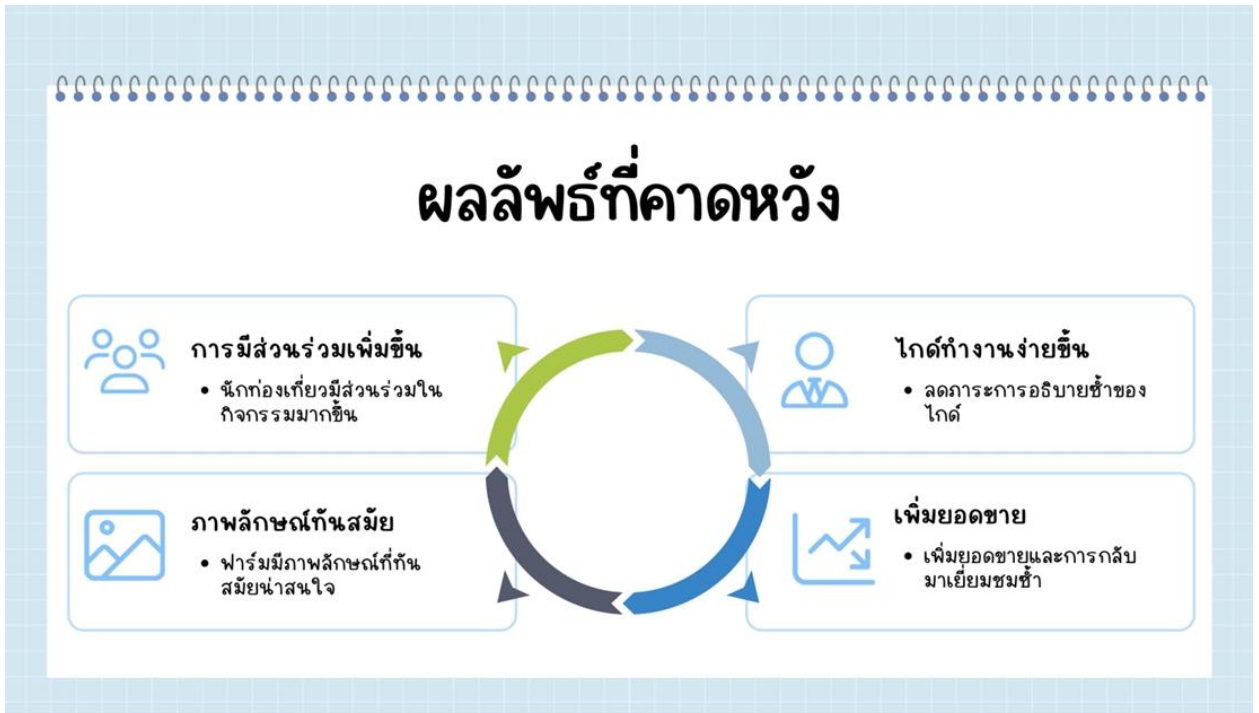 ผลลัพธ์ที่คาดหวัง
การมีส่วนร่วมเพิ่มขึ้น
• นักท่องเที่ยวมีส่วนร่วมใน
กิจกรรมมากขึ้น
ไกด์ทำงานง่ายขึ้น
• ลดภาระการอธิบายซ้ำของ
ไกด์
ภาพลักษณ์ทันสมัย
• ฟาร์มมีภาพลักษณ์ที่ทัน
สมัยน่าสนใจ
เพิ่มยอดขาย
• เพิ่มยอดขายและการกลับ
มาเยี่ยมชมซ้ำ